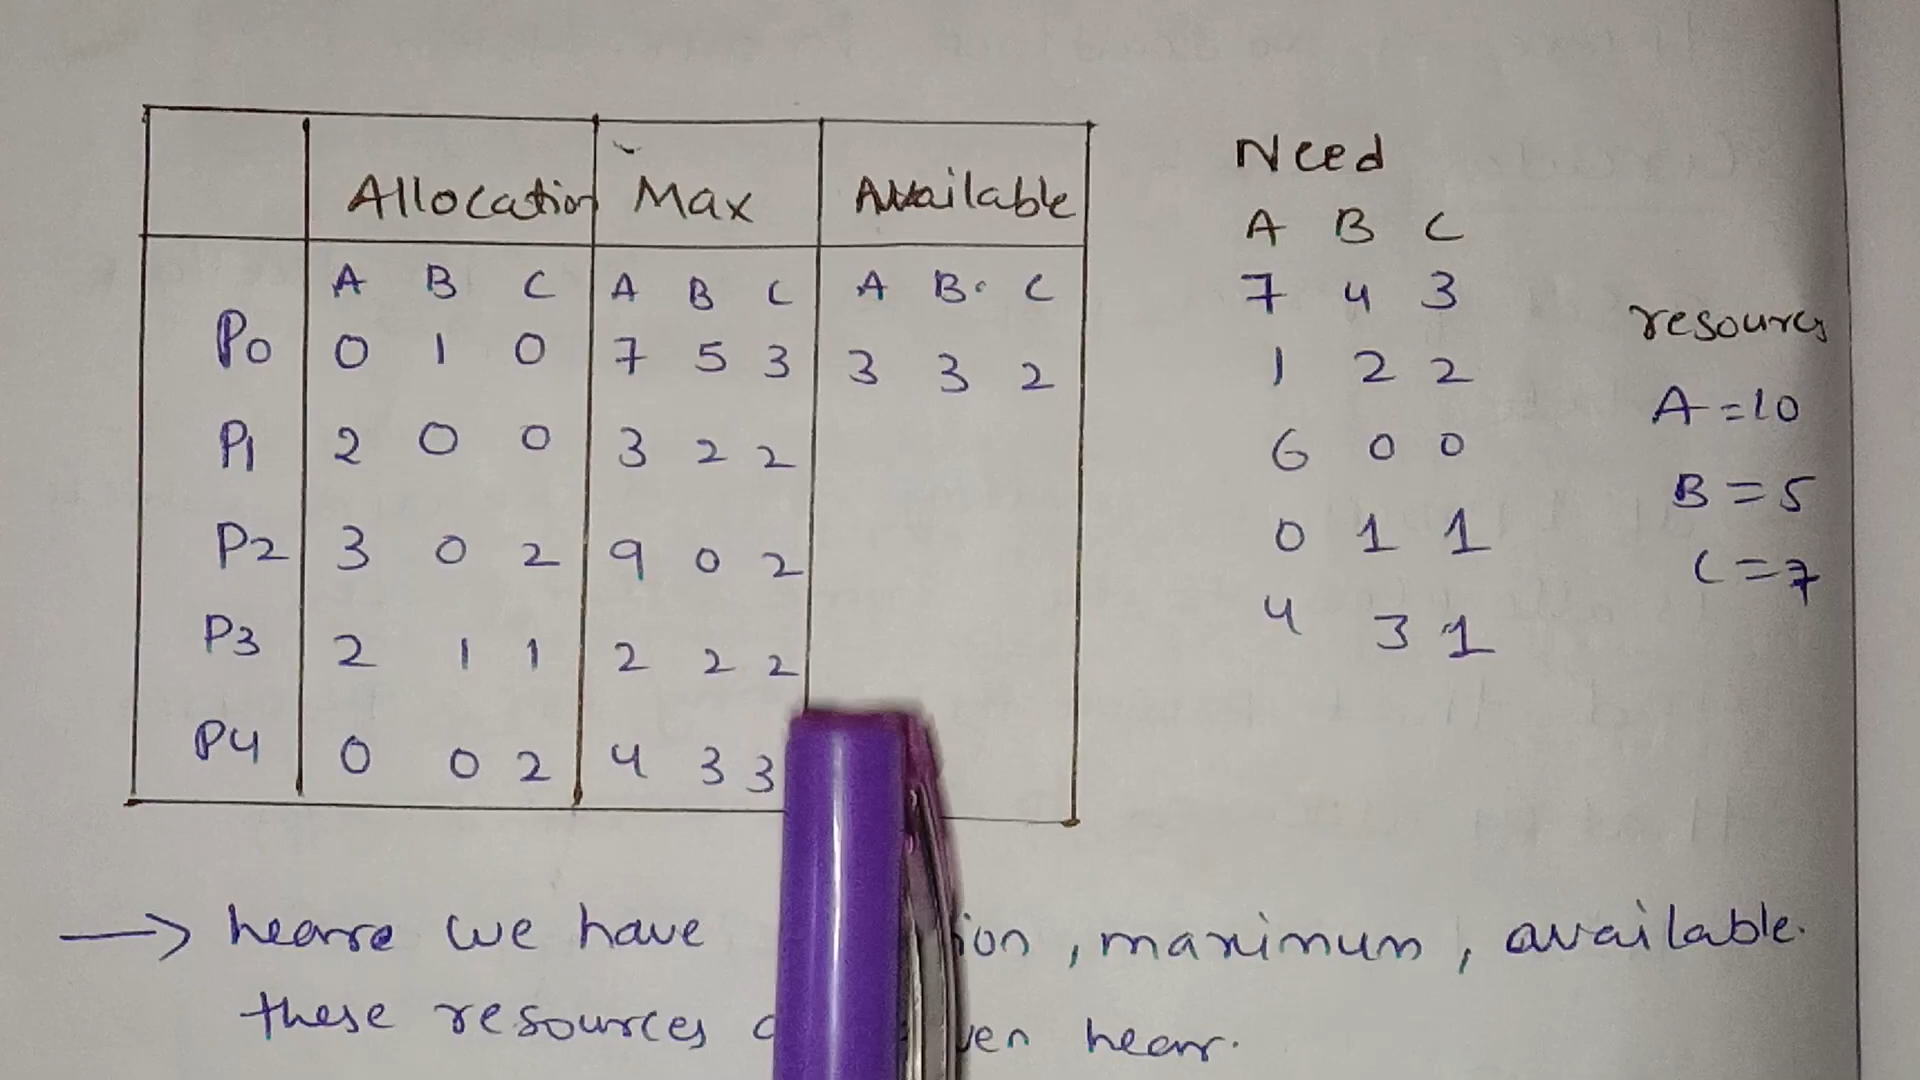 Allocation Max Available
A B C A B C A B. C
P0 0 1 0 7 5 3 3 3 2
P1 2 0 0 3 2 2
P2 3 0 2 9 0 2
P3 2 1 1 2 2 2
P4 0 0 2 4 3 3
Need
A B C
7 4 3
1 2 2
6 0 0
0 1 1
4 3 1
resources
A = 10
B = 5
C = 7
→ hearre we have ion, maximum, available.
these resources ven hear.